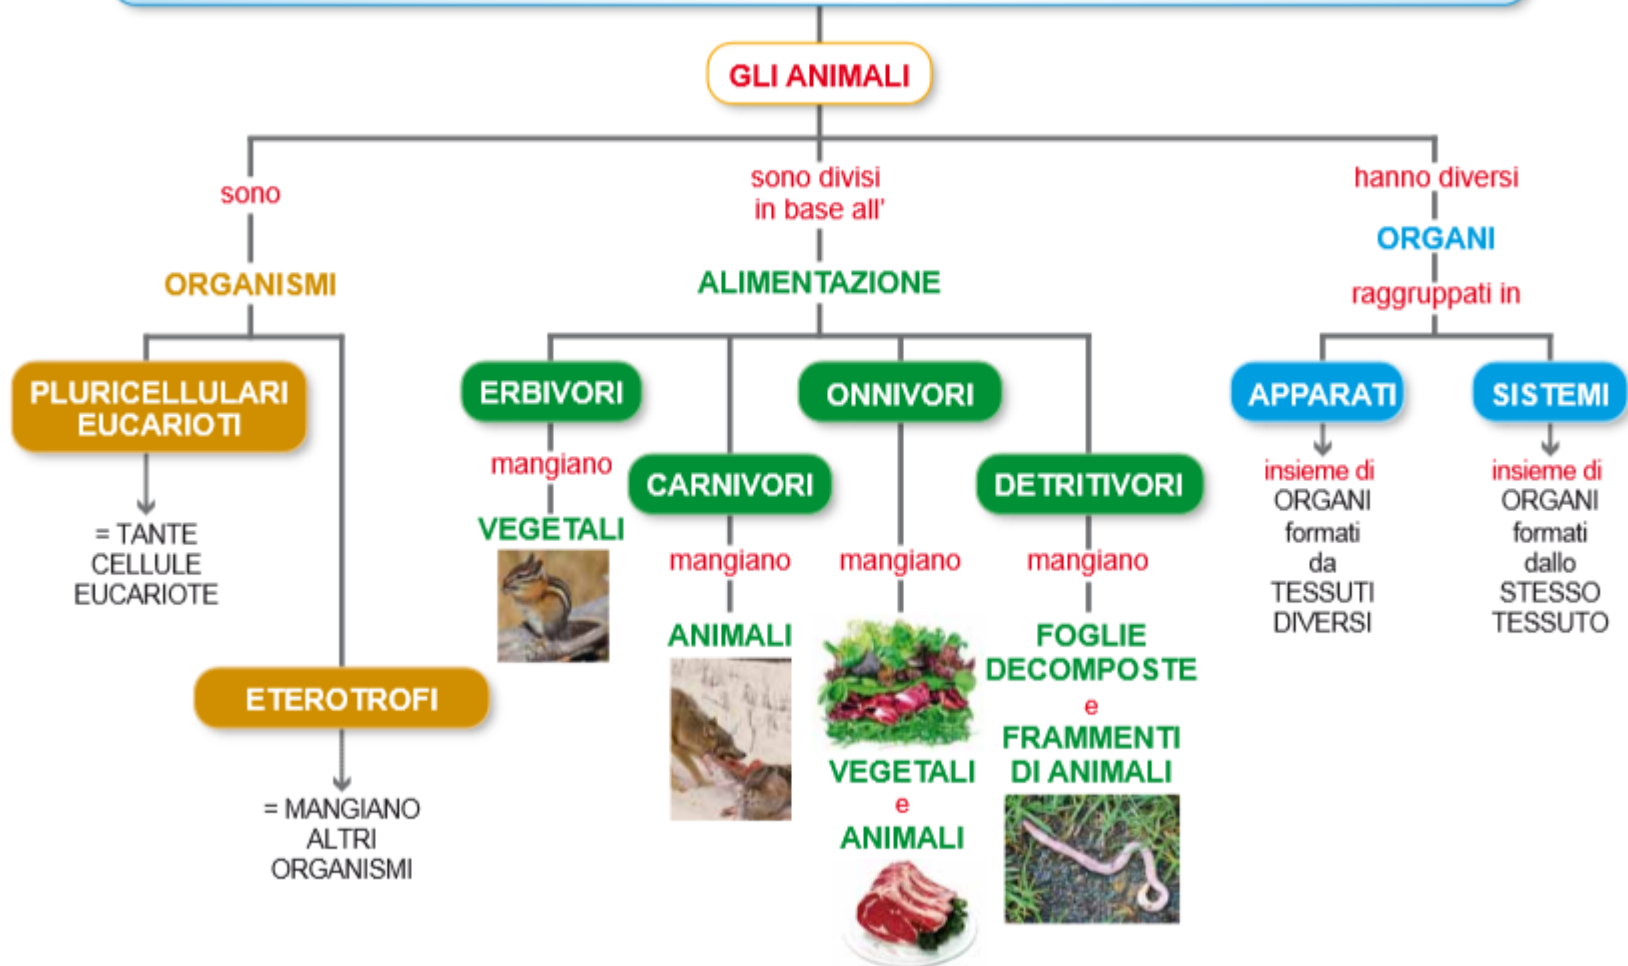 GLI ANIMALI
sono
ORGANISMI
PLURICELLULARI
EUCARIOTI
= TANTE
CELLULE
EUCARIOTE
ETEROTROFI
= MANGIANO
ALTRI
ORGANISMI
sono divisi
in base all'
ALIMENTAZIONE
ERBIVORI
mangiano
VEGETALI
CARNIVORI
mangiano
ANIMALI
ONNIVORI
mangiano
VEGETALI
e
ANIMALI
DETRITIVORI
mangiano
FOGLIE
DECOMPOSTE
e
FRAMMENTI
DI ANIMALI
hanno diversi
ORGANI
raggruppati in
APPARATI
insieme di
ORGANI
formati
da
TESSUTI
DIVERSI
SISTEMI
insieme di
ORGANI
formati
dallo
STESSO
TESSUTO